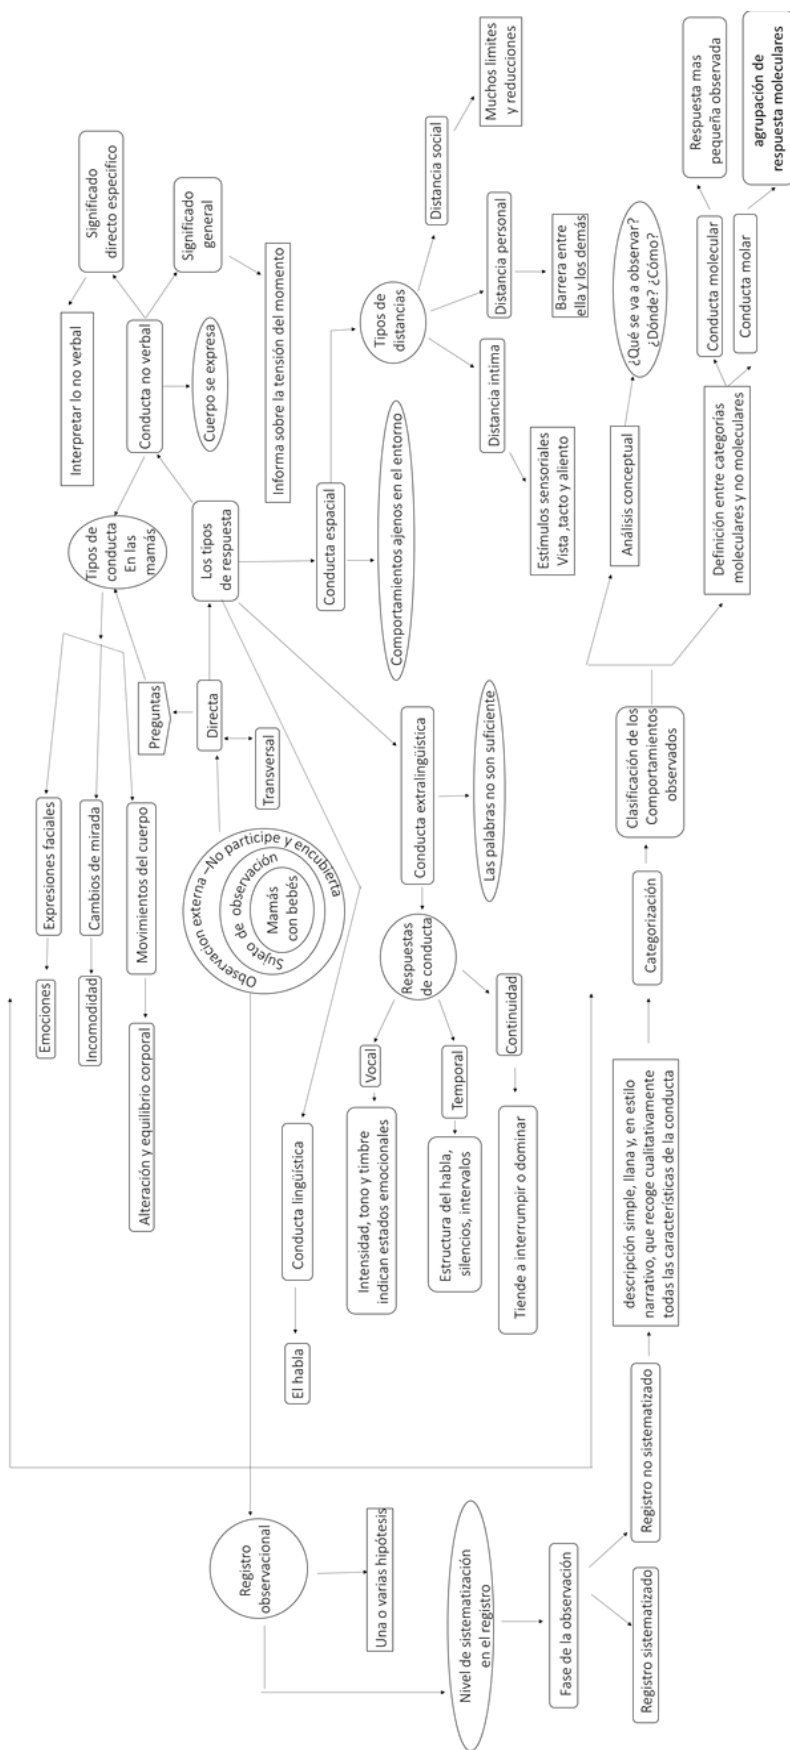 Significado
directo especifico
Interpretar lo no verbal
Significado
general
Conducta no verbal
Cuerpo se expresa
Informa sobre la tensión del momento
Tipos de
conducta
En las
mamás,
Los tipos
de respuesta
Preguntas
Directa
Transversal
Expresiones faciales
Emociones
Cambios de mirada
Incomodidad
Movimientos del cuerpo
Alteración y equilibrio corporal
Observacion externa –No participe y encubierta
Sujeto de observación
Mamás
con bebés
Conducta espacial
Comportamientos ajenos en el entorno
Tipos de
distancias
Distancia social
Muchos limites
y reducciones
Distancia personal
Barrera entre
ella y los demás
Distancia intima
Estímulos sensoriales
Vista ,tacto y aliento
Conducta extralingüística
Las palabras no son suficiente
Respuestas
de conducta
Vocal
Intensidad, tono y timbre
indican estados emocionales
Temporal
Estructura del habla,
silencios, intervalos
Continuidad
Tiende a interrumpir o dominar
Conducta lingüística
El habla
Registro
observacional
Una o varias hipótesis
Nivel de sistematización
en el registro
Fase de la observación
Registro sistematizado
Registro no sistematizado
descripción simple, llana y, en estilo
narrativo, que recoge cualitativamente
todas las características de la conducta
Categorización
Clasificación de los
Comportamientos
observados
Análisis conceptual
¿Qué se va a observar?
¿Dónde? ¿Cómo?
Definición entre categorías
moleculares y no moleculares
Conducta molecular
Respuesta mas
pequeña observada
Conducta molar
agrupación de
respuesta moleculares